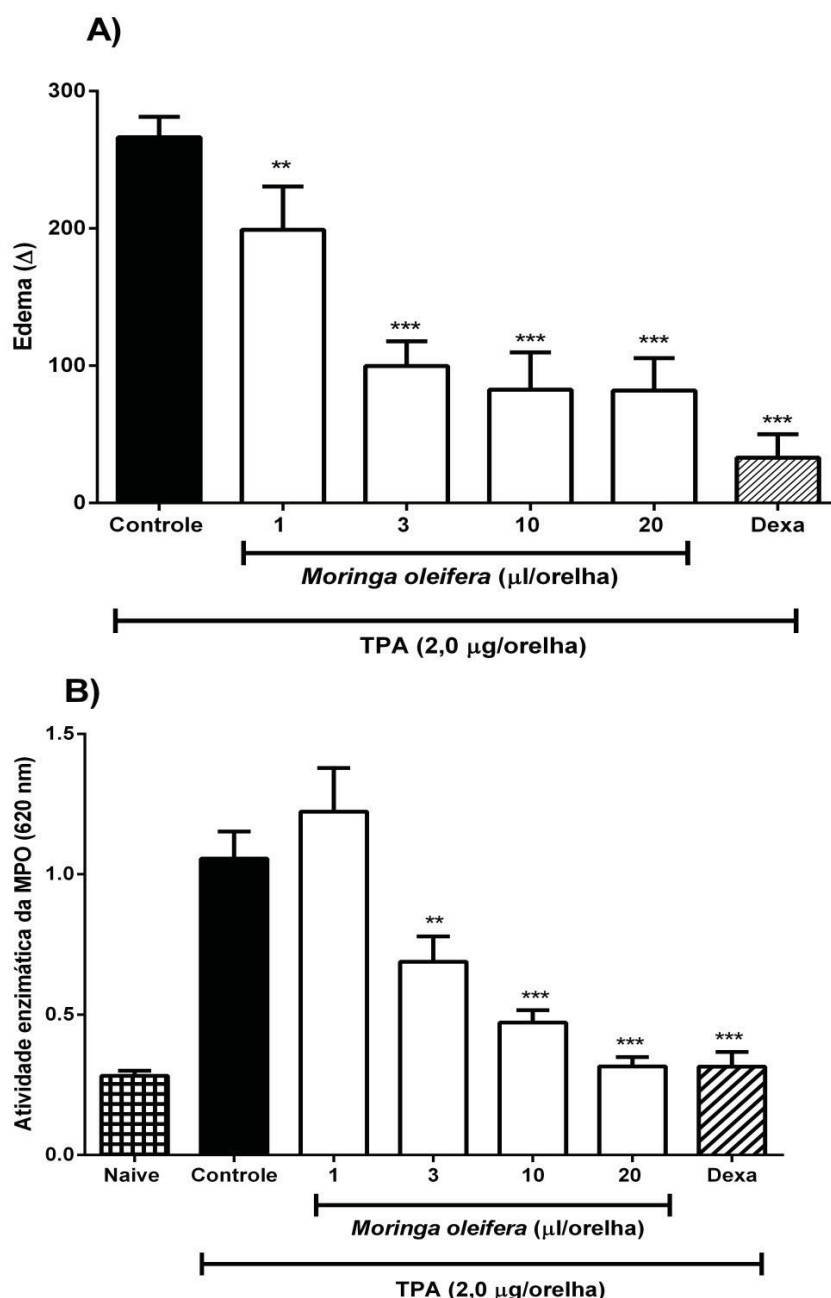 A)
Edema (Δ)
300
200
100
0
**
***
***
***
***
Controle 1 3 10 20 Dexa
Moringa oleifera (μl/orelha)
TPA (2,0 μg/orelha)
B)
Atividade enzimática da MPO (620 nm)
1.5
1.0
0.5
0.0
**
***
***
***
Naive Controle 1 3 10 20 Dexa
Moringa oleifera (μl/orelha)
TPA (2,0 μg/orelha)